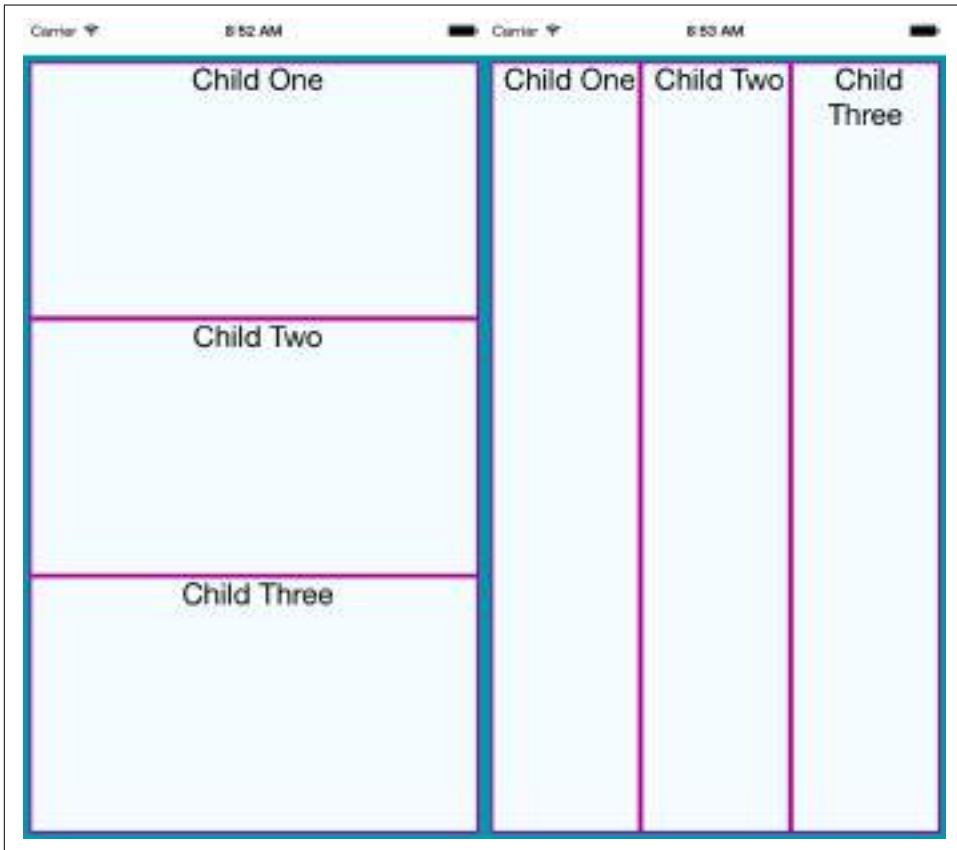 Carrier 8:52 AM
Child One
Child Two
Child Three
Carrier 8:53 AM
Child One
Child Two
Child
Three